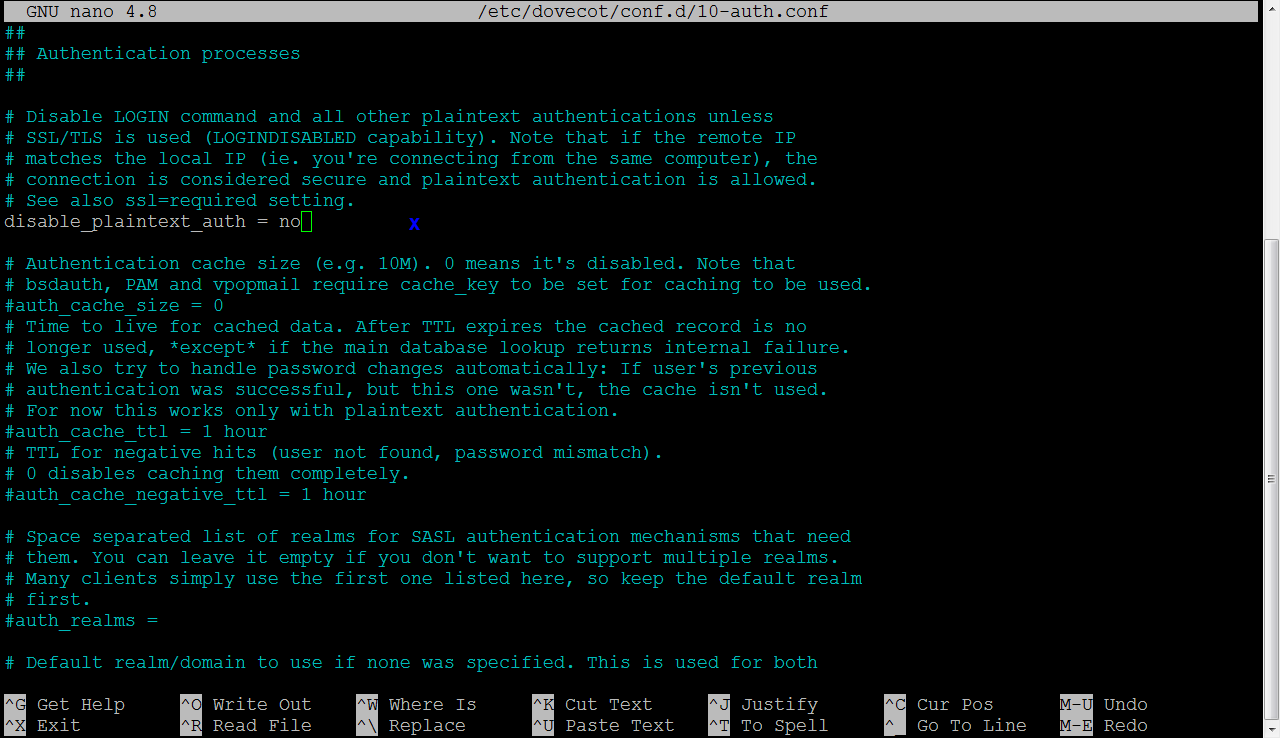 GNU nano 4.8 /etc/dovecot/conf.d/10-auth.conf
##
## Authentication processes
##
# Disable LOGIN command and all other plaintext authentications unless
# SSL/TLS is used (LOGINDISABLED capability). Note that if the remote IP
# matches the local IP (ie. you're connecting from the same computer), the
# connection is considered secure and plaintext authentication is allowed.
# See also ssl=required setting.
disable_plaintext_auth = no x
# Authentication cache size (e.g. 10M). 0 means it's disabled. Note that
# bsdauth, PAM and vpopmail require cache_key to be set for caching to be used.
#auth_cache_size = 0
# Time to live for cached data. After TTL expires the cached record is no
# longer used, *except* if the main database lookup returns internal failure.
# We also try to handle password changes automatically: If user's previous
# authentication was successful, but this one wasn't, the cache isn't used.
# For now this works only with plaintext authentication.
#auth_cache_ttl = 1 hour
# TTL for negative hits (user not found, password mismatch).
# 0 disables caching them completely.
#auth_cache_negative_ttl = 1 hour
# Space separated list of realms for SASL authentication mechanisms that need
# them. You can leave it empty if you don't want to support multiple realms.
# Many clients simply use the first one listed here, so keep the default realm
# first.
#auth_realms =
# Default realm/domain to use if none was specified. This is used for both
^G Get Help ^O Write Out ^W Where Is ^K Cut Text ^J Justify ^C Cur Pos M-U Undo
^X Exit ^R Read File ^\ Replace ^U Paste Text ^T To Spell ^_ Go To Line M-E Redo